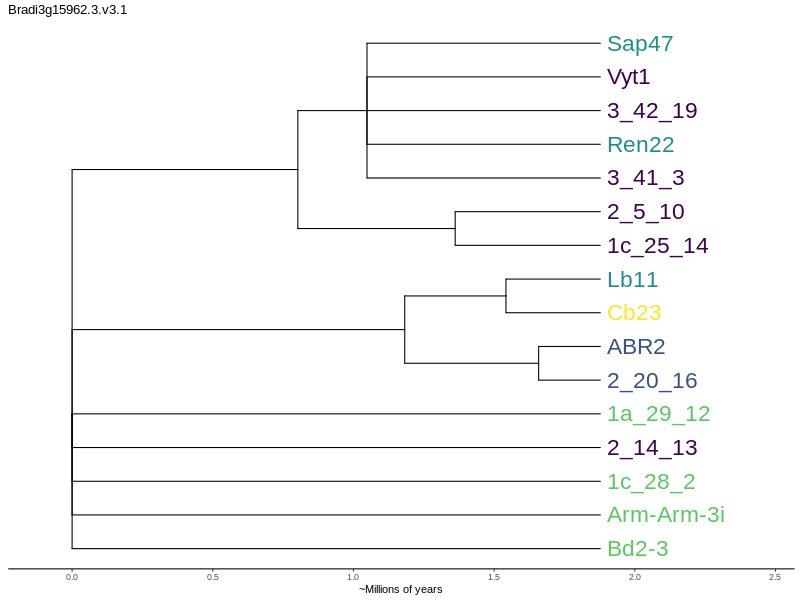 Bradi3g15962.3.v3.1
Sap47
Vyt1
3_42_19
Ren22
3_41_3
2_5_10
1c_25_14
Lb11
Cb23
ABR2
2_20_16
1a_29_12
2_14_13
1c_28_2
Arm-Arm-3i
Bd2-3
0.0 0.5 1.0 1.5 2.0 2.5
~Millions of years